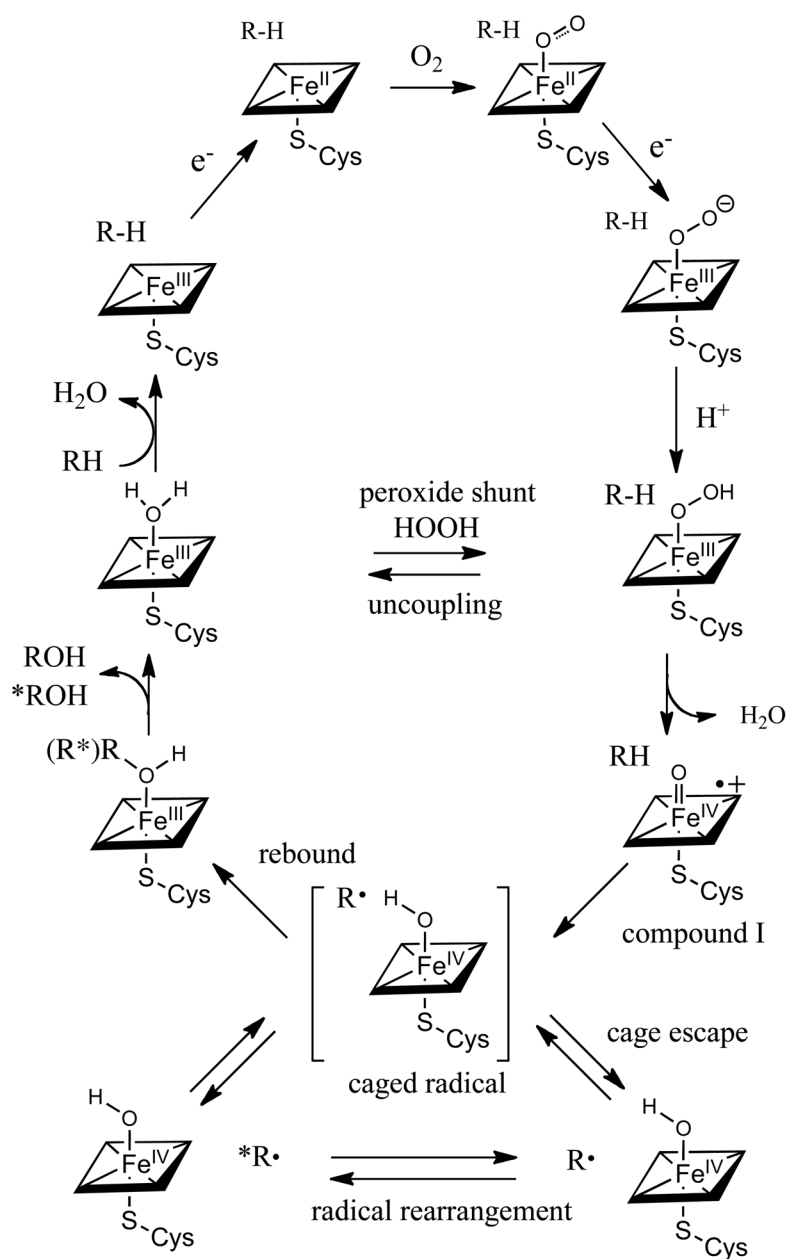 R-H
Fe^II
S
Cys
O₂
R-H
O
O
Fe^II
S
Cys
e⁻
e⁻
R-H
Fe^III
S
Cys
R-H
O
O
⊖
Fe^III
S
Cys
H₂O
RH
H⁺
H
H
O
Fe^III
S
Cys
peroxide shunt
HOOH
uncoupling
R-H
OH
O
Fe^III
S
Cys
ROH
*ROH
H₂O
(R*)R
H
O
Fe^III
S
Cys
RH
O
•+
Fe^IV
S
Cys
rebound
compound I
R•
H
O
Fe^IV
S
Cys
caged radical
cage escape
H
O
Fe^IV
S
Cys
*R•
radical rearrangement
R•
H
O
Fe^IV
S
Cys